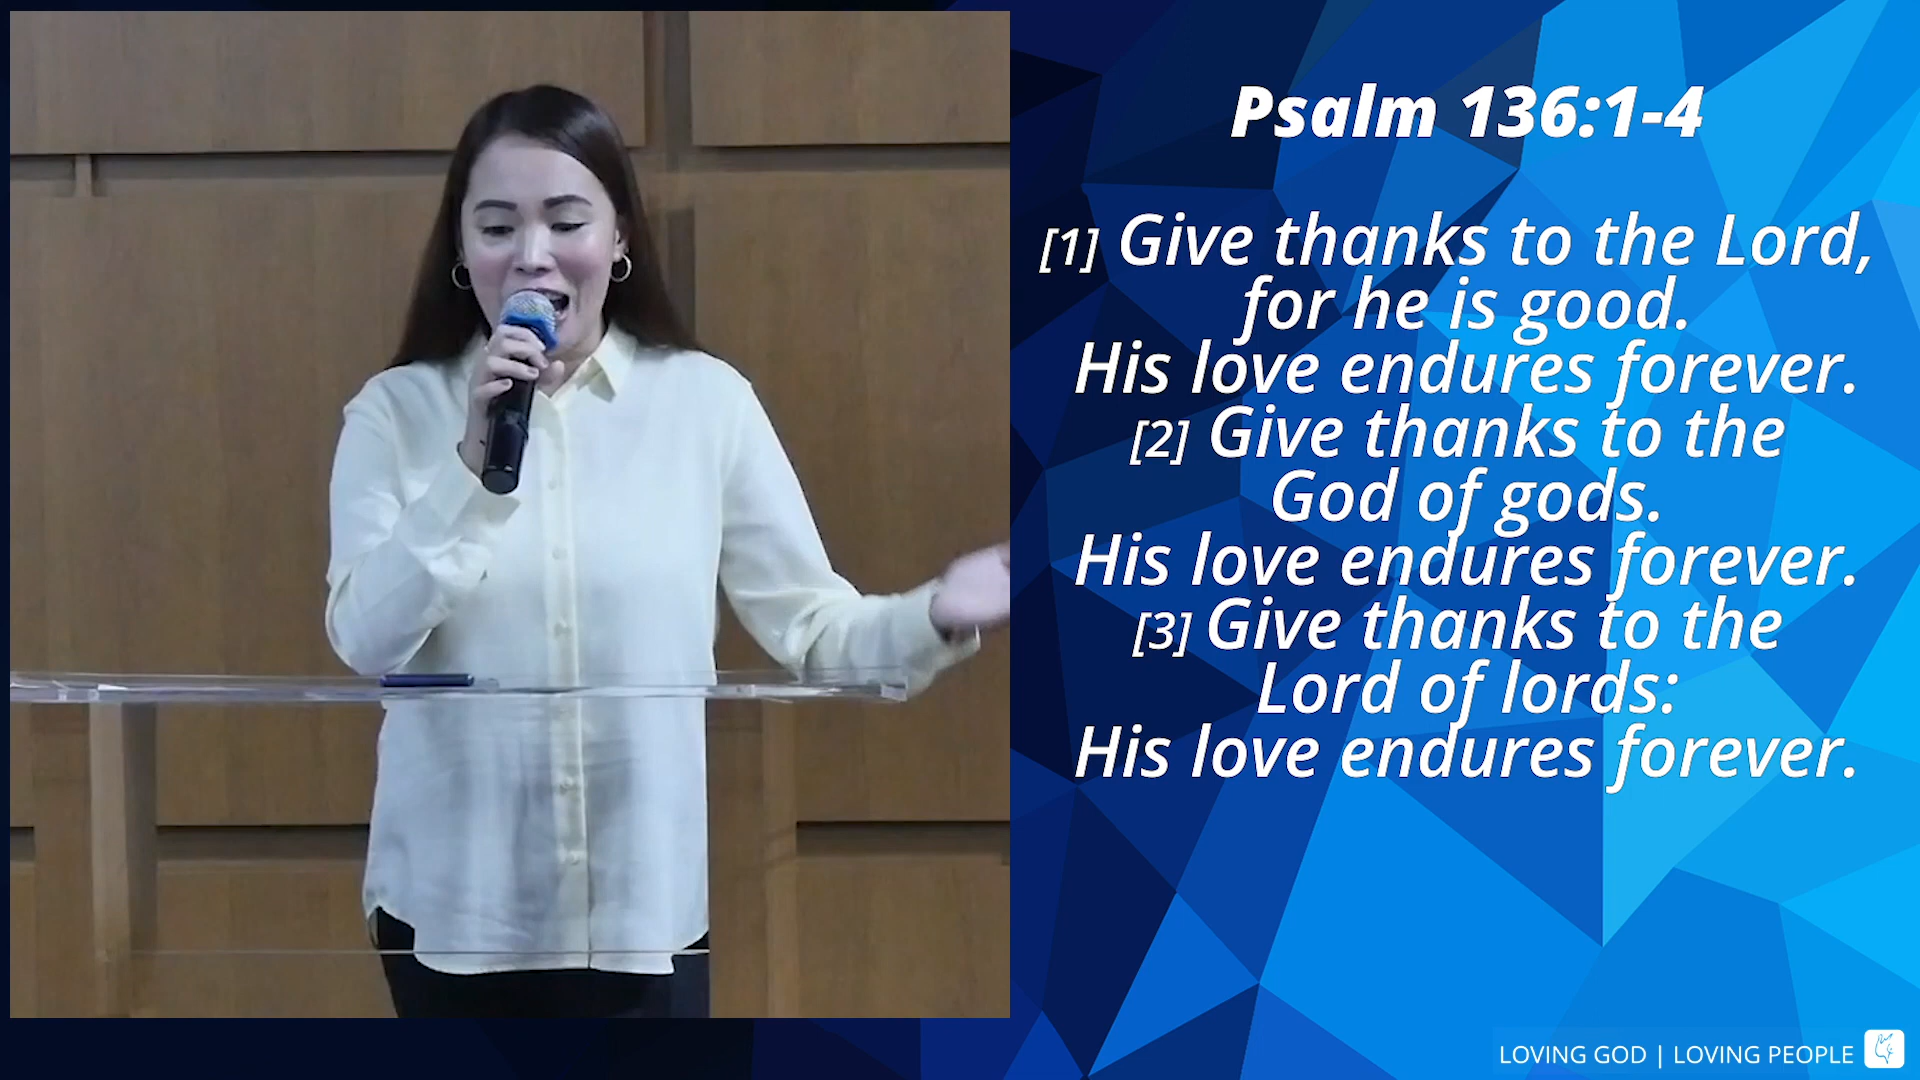 Psalm 136:1-4
[1] Give thanks to the Lord,
for he is good.
His love endures forever.
[2] Give thanks to the
God of gods.
His love endures forever.
[3] Give thanks to the
Lord of lords:
His love endures forever.
LOVING GOD | LOVING PEOPLE